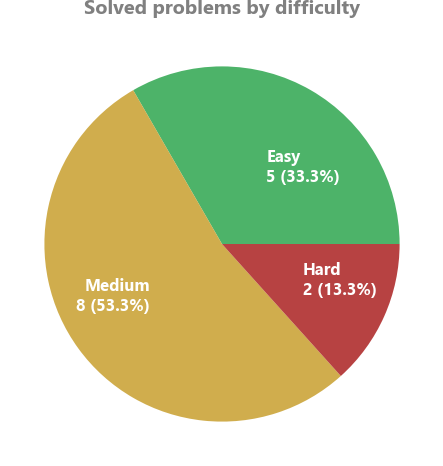 Solved problems by difficulty
Easy
5 (33.3%)
Hard
2 (13.3%)
Medium
8 (53.3%)